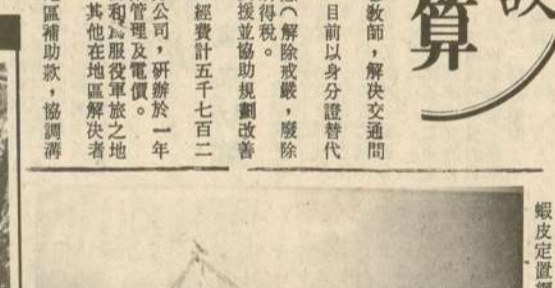 算
教師，解決交通問
目前以身分證替代
（解除戒嚴，廢除
得稅。
援並協助規劃改善
經費計五千七百二
公司，研辦於一年
管理及電價。
和為服役軍旅之地
其他在地區解決者
區補助款，協調溝
蝦皮定置網